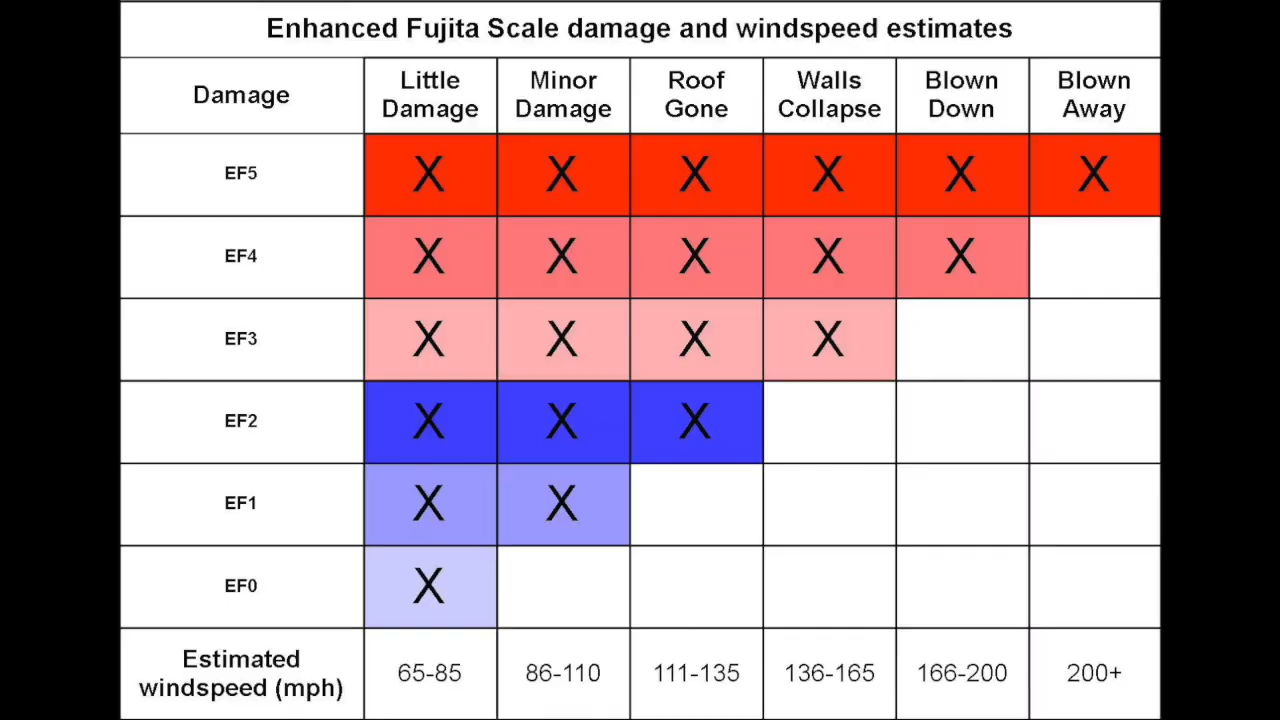 Enhanced Fujita Scale damage and windspeed estimates
Damage
Little Damage
Minor Damage
Roof Gone
Walls Collapse
Blown Down
Blown Away
EF5 X X X X X X
EF4 X X X X X
EF3 X X X X
EF2 X X X
EF1 X X
EF0 X
Estimated windspeed (mph)
65-85 86-110 111-135 136-165 166-200 200+